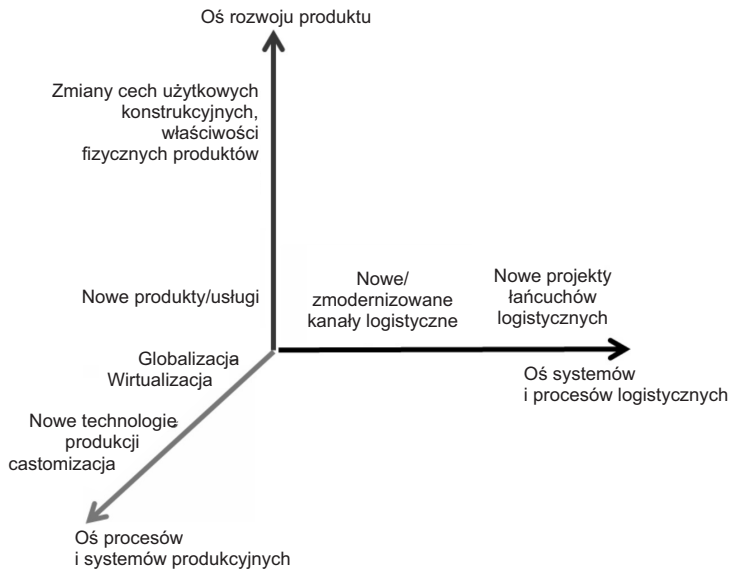 Oś rozwoju produktu
Zmiany cech użytkowych
konstrukcyjnych,
właściwości
fizycznych produktów
Nowe produkty/usługi
Nowe/
zmodernizowane
kanały logistyczne
Nowe projekty
łańcuchów
logistycznych
Globalizacja
Wirtualizacja
Oś systemów
i procesów logistycznych
Nowe technologie
produkcji
castomizacja
Oś procesów
i systemów produkcyjnych